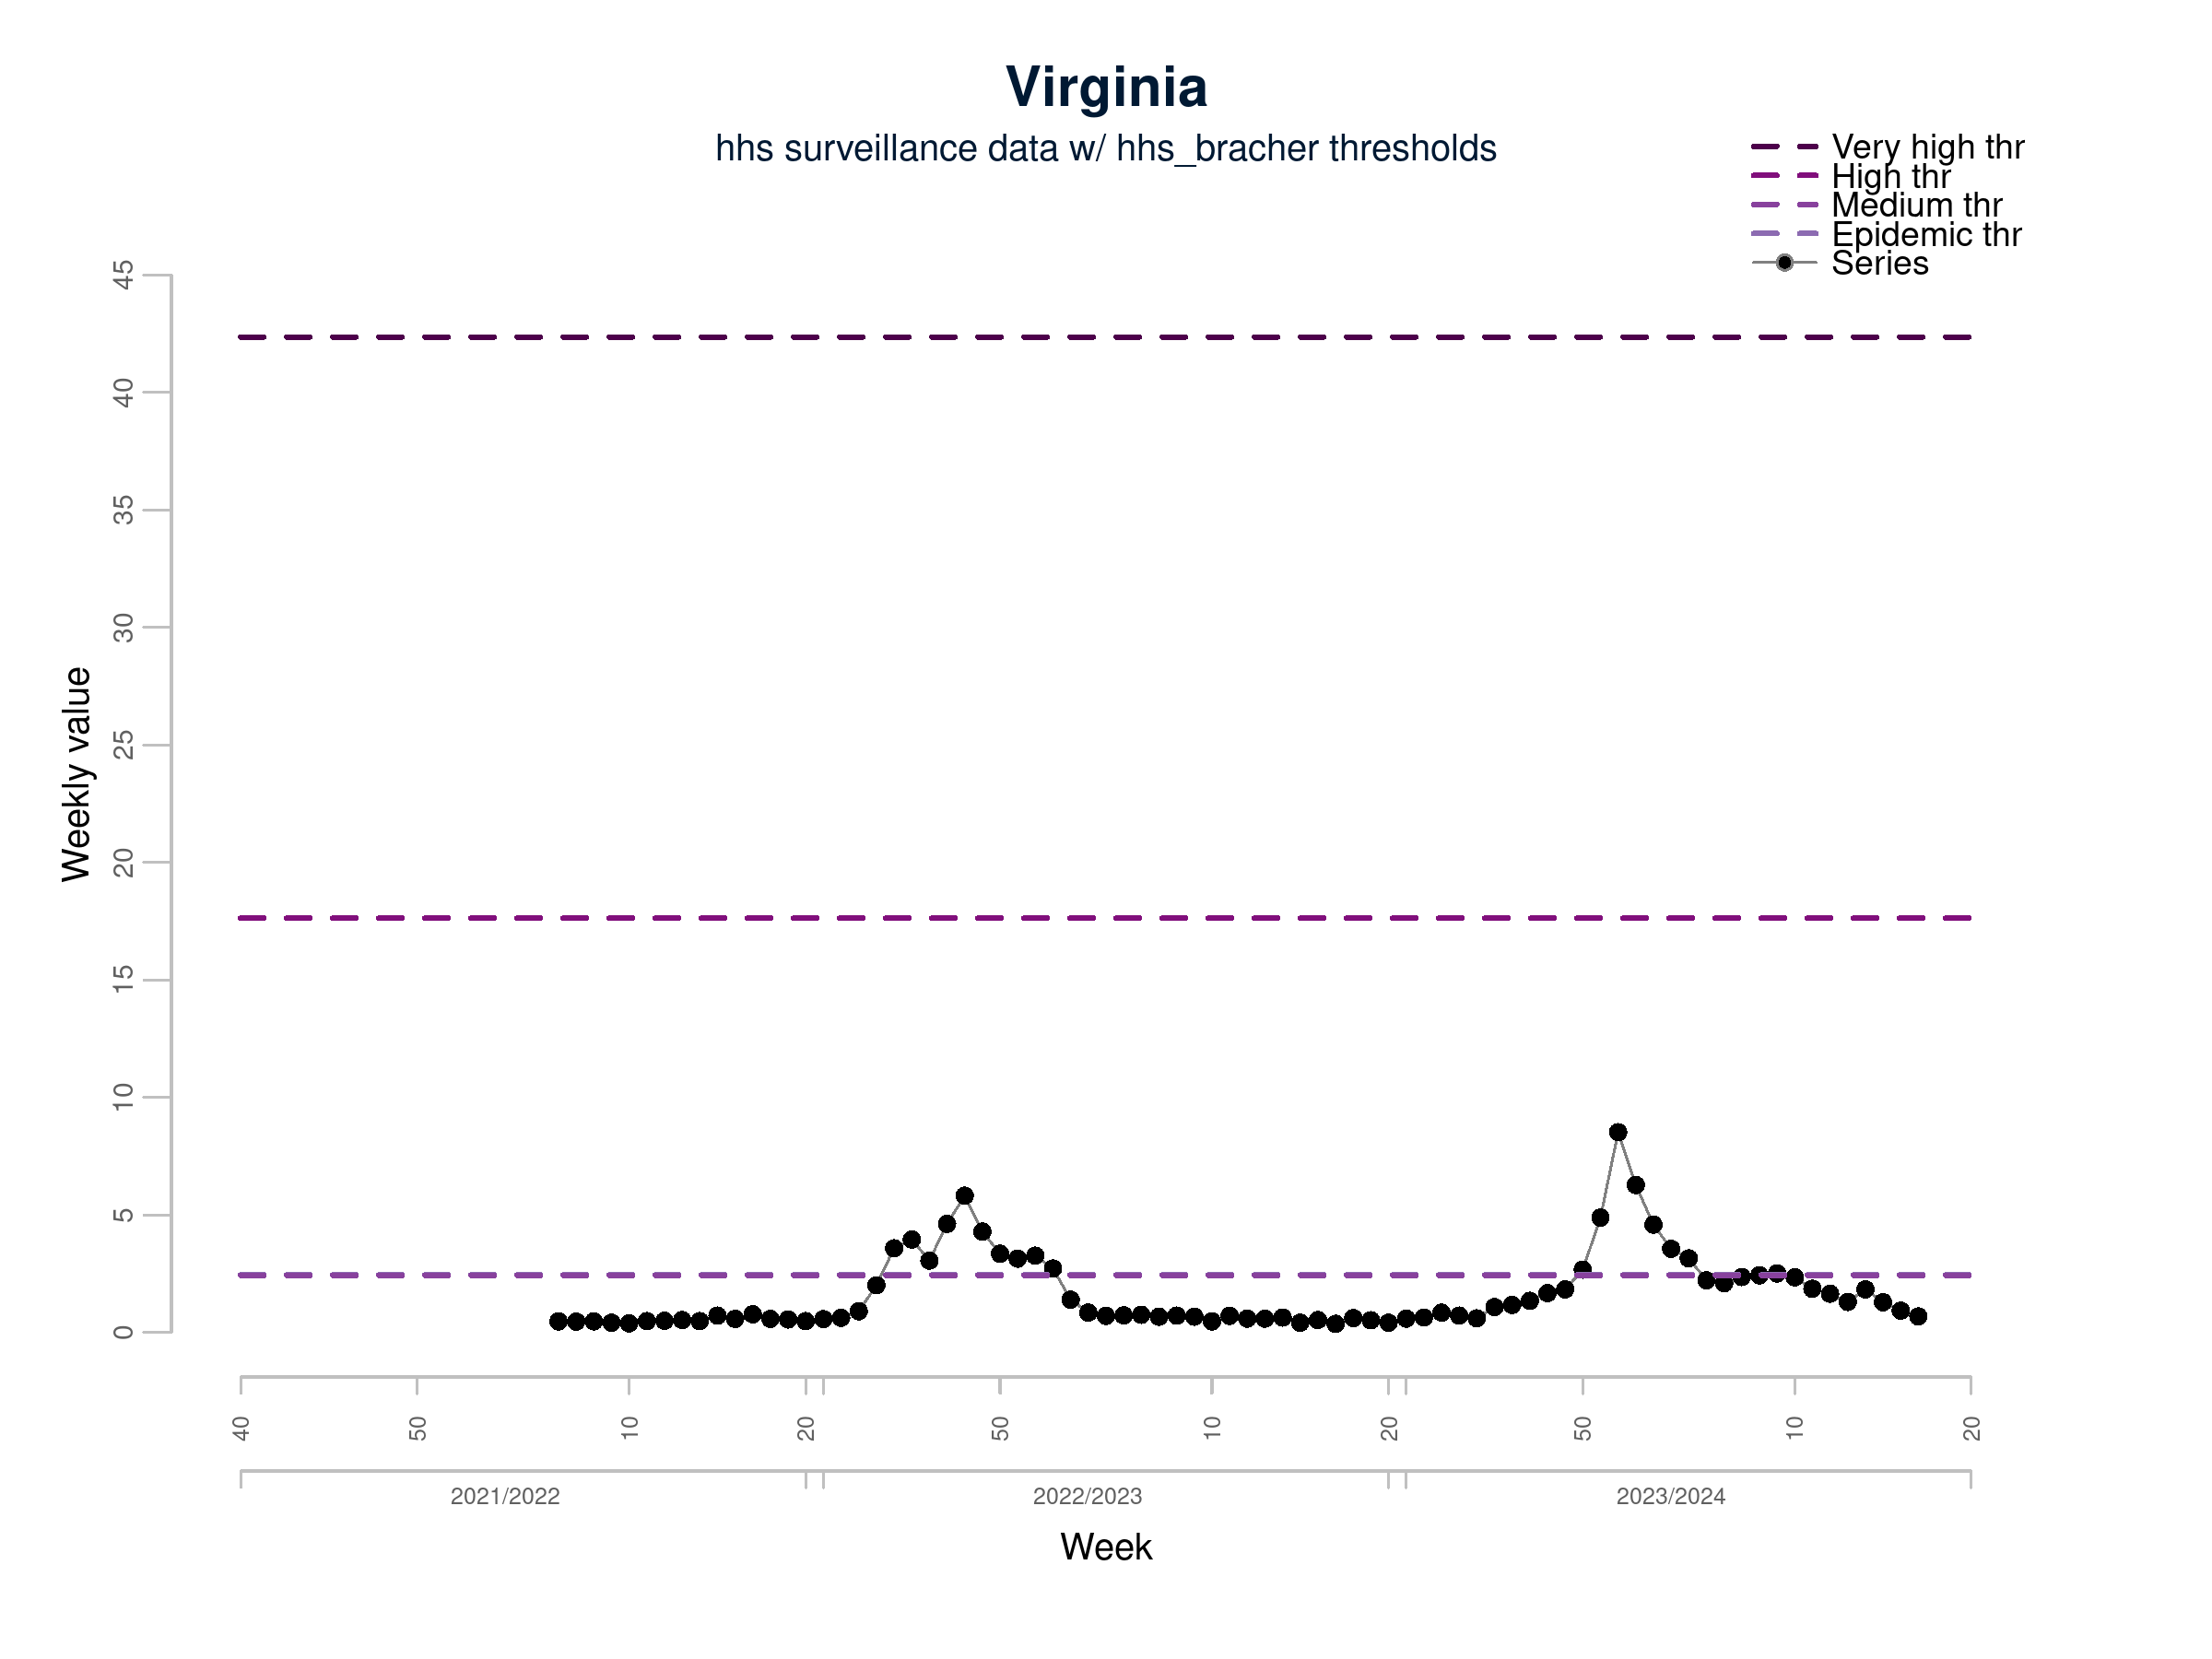 Virginia
hhs surveillance data w/ hhs_bracher thresholds
Very high thr
High thr
Medium thr
Epidemic thr
Series
45
40
35
30
25
20
15
10
5
0
Weekly value
40 50 10 20 50 10 20 50 10 20
2021/2022 2022/2023 2023/2024
Week